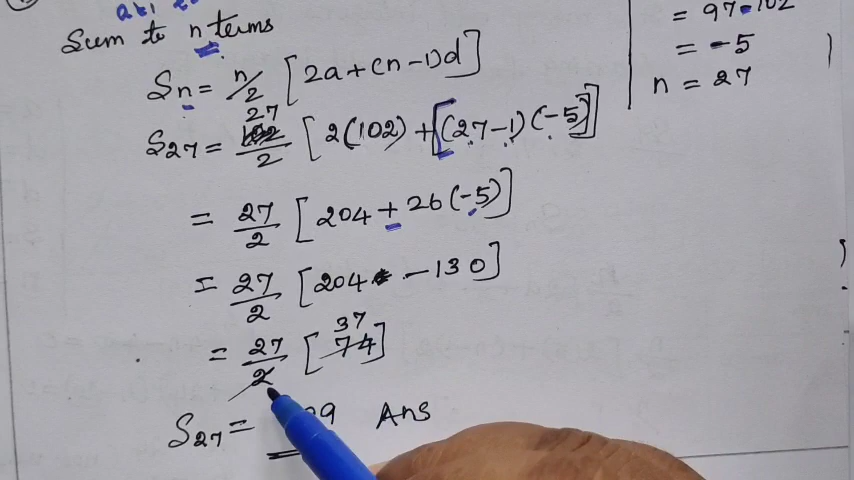 Sum to n terms
Sn = n/2 [2a+(n-1)d]
S27 = 27/2 [2(102) + [(27-1)(-5)]]
= 27/2 [204 + 26(-5)]
= 27/2 [204 - 130]
37
= 27/2 [74]
S27 = 99 Ans
= 97-102
= -5
n = 27